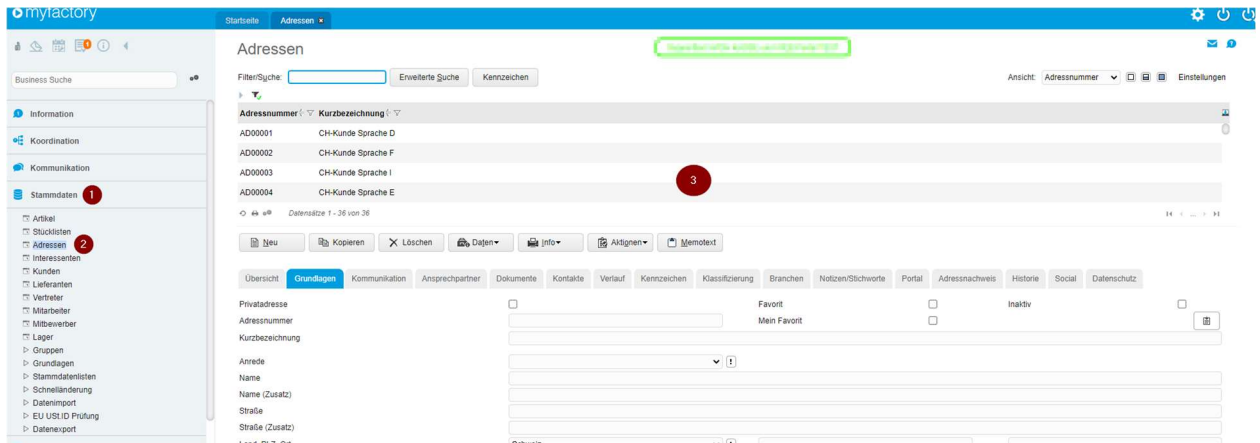 myfactory
Startseite Adressen
Adressen
Business Suche
Filter/Suche: Erweiterte Suche Kennzeichen Ansicht: Adressnummer Einstellungen
Information
Koordination
Kommunikation
Stammdaten 1
Artikel
Stücklisten
Adressen 2
Interessenten
Kunden
Lieferanten
Vertreter
Mitarbeiter
Mitbewerber
Lager
Gruppen
Grundlagen
Stammdatenlisten
Schnelländerung
Datenimport
EU USt.ID Prüfung
Datenexport
Adressnummer Kurzbezeichnung
AD00001 CH-Kunde Sprache D
AD00002 CH-Kunde Sprache F
AD00003 CH-Kunde Sprache I
3
AD00004 CH-Kunde Sprache E
Datensätze 1 - 36 von 36
Neu Kopieren Löschen Daten Info Aktionen Memotext
Übersicht Grundlagen Kommunikation Ansprechpartner Dokumente Kontakte Verlauf Kennzeichen Klassifizierung Branchen Notizen/Stichworte Portal Adressnachweis Historie Social Datenschutz
Privatadresse Favorit Inaktiv
Adressnummer Mein Favorit
Kurzbezeichnung
Anrede
Name
Name (Zusatz)
Straße
Straße (Zusatz)
Land, PLZ, Ort Schweiz